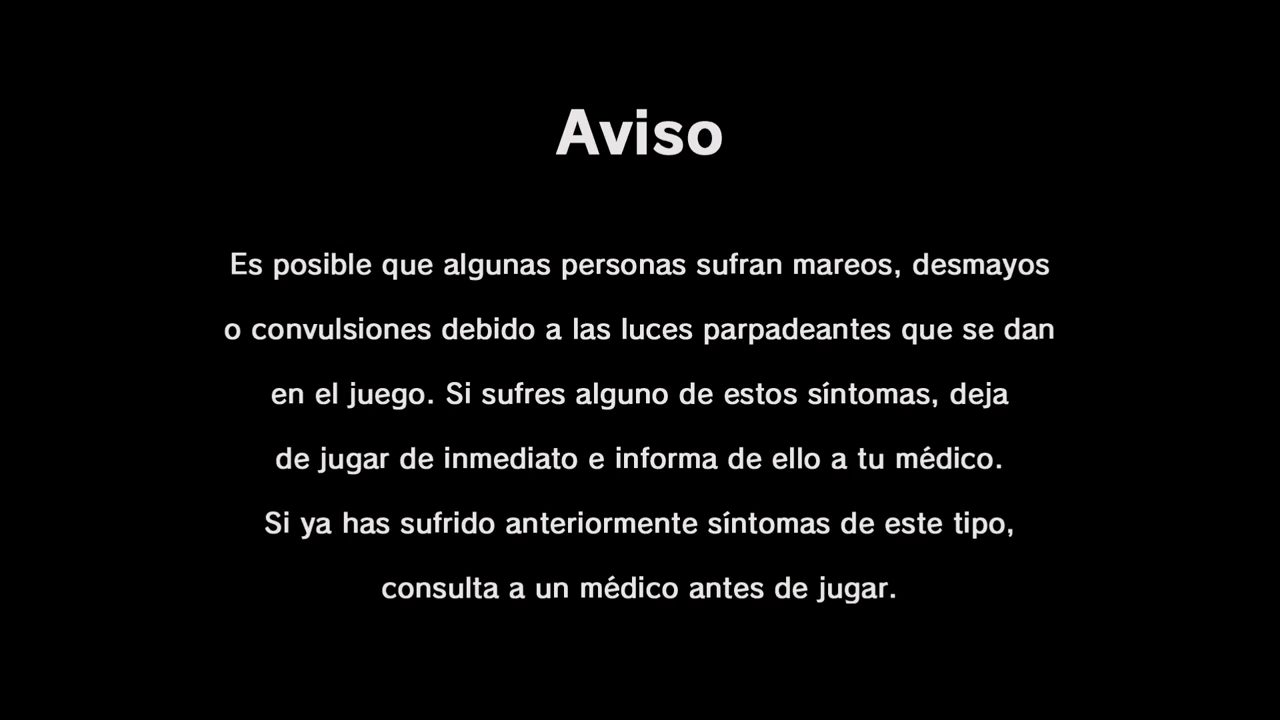 Aviso
Es posible que algunas personas sufran mareos, desmayos
o convulsiones debido a las luces parpadeantes que se dan
en el juego. Si sufres alguno de estos síntomas, deja
de jugar de inmediato e informa de ello a tu médico.
Si ya has sufrido anteriormente síntomas de este tipo,
consulta a un médico antes de jugar.